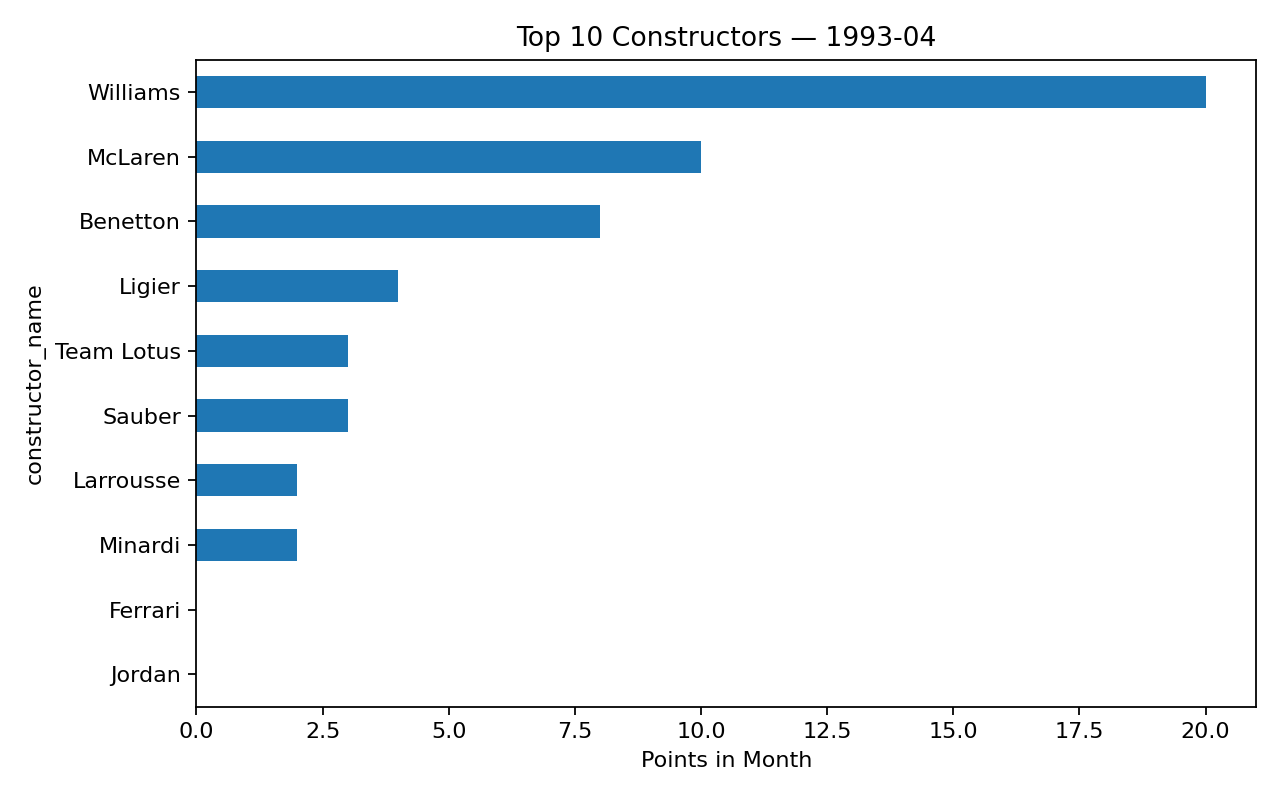 Top 10 Constructors — 1993-04
constructor_name
Williams
McLaren
Benetton
Ligier
Team Lotus
Sauber
Larrousse
Minardi
Ferrari
Jordan
0.0 2.5 5.0 7.5 10.0 12.5 15.0 17.5 20.0
Points in Month